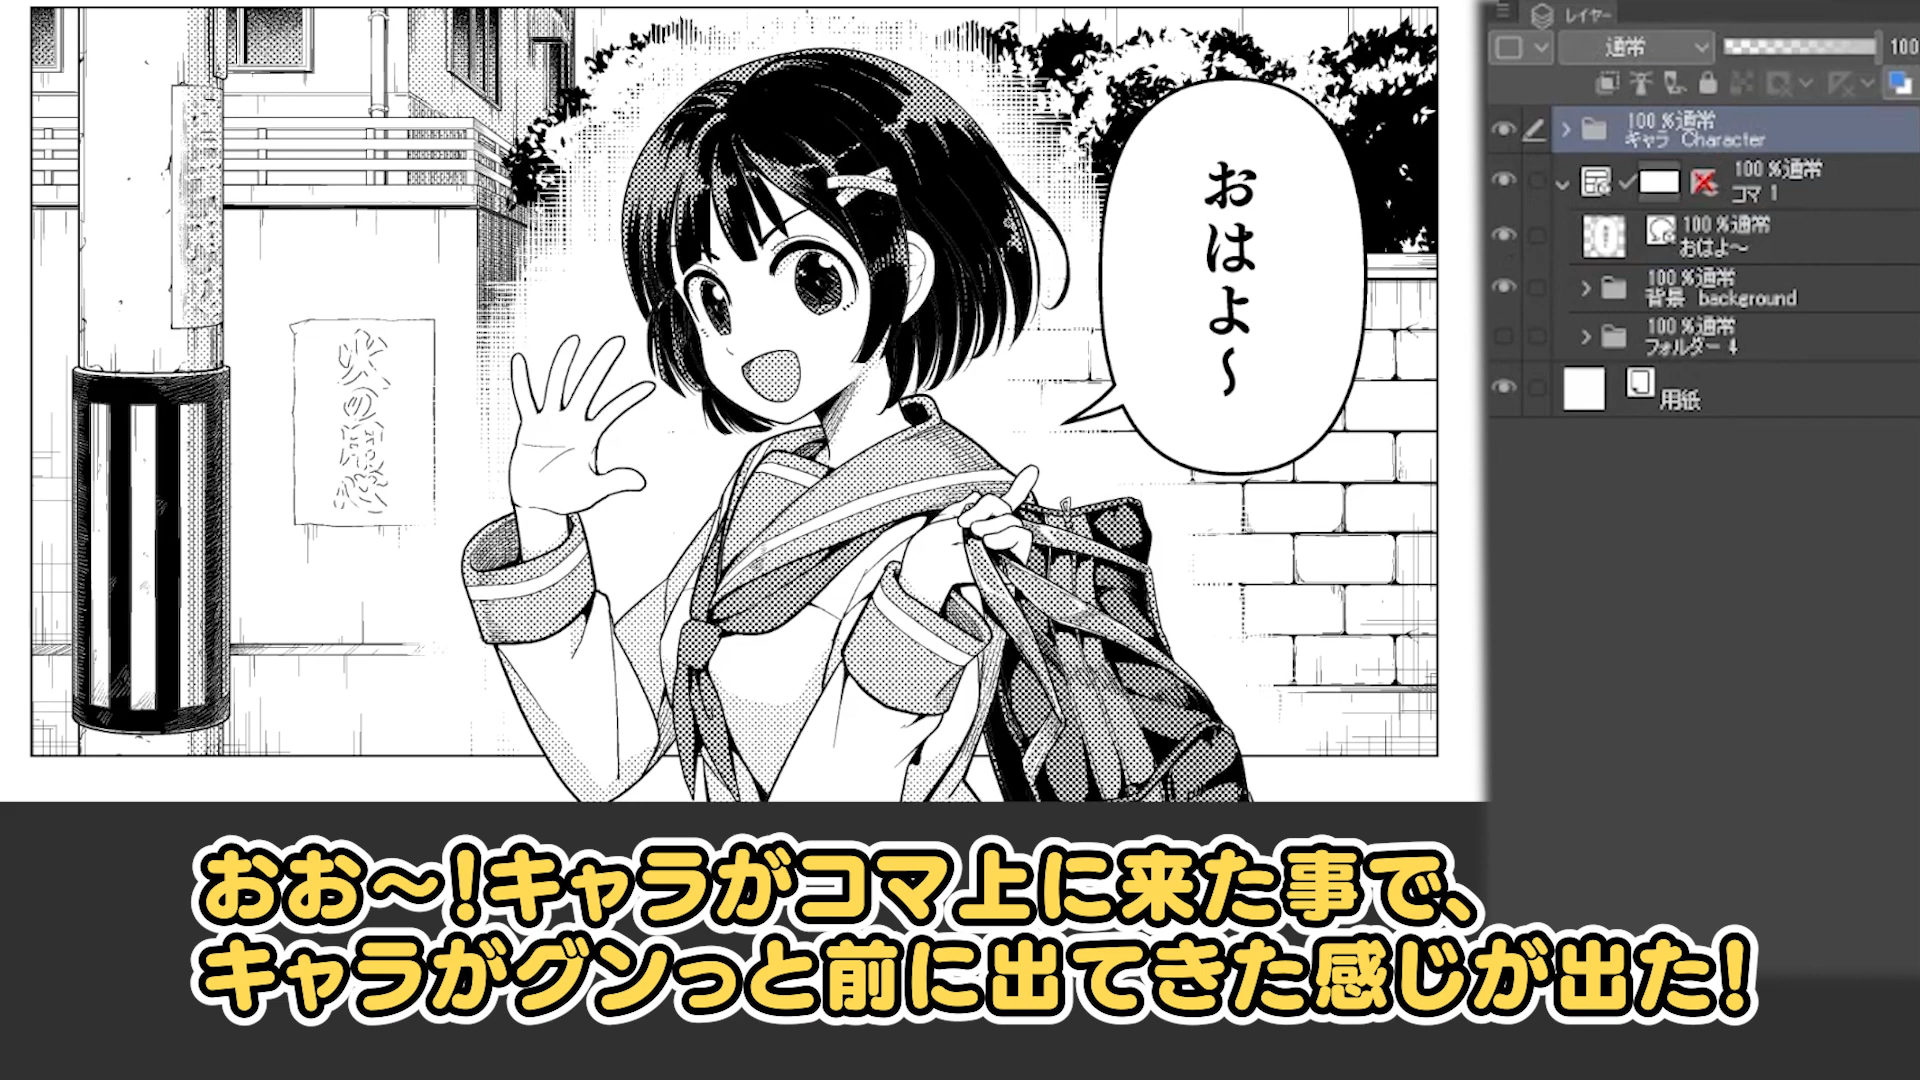 おはよ～
火の用心
レイヤー
通常
100
100 %通常
キャラ Character
100 %通常
コマ 1
100 %通常
おはよ～
100 %通常
背景 background
100 %通常
フォルダー 4
用紙
おお～!キャラがコマ上に来た事で、
キャラがグンっと前に出てきた感じが出た!